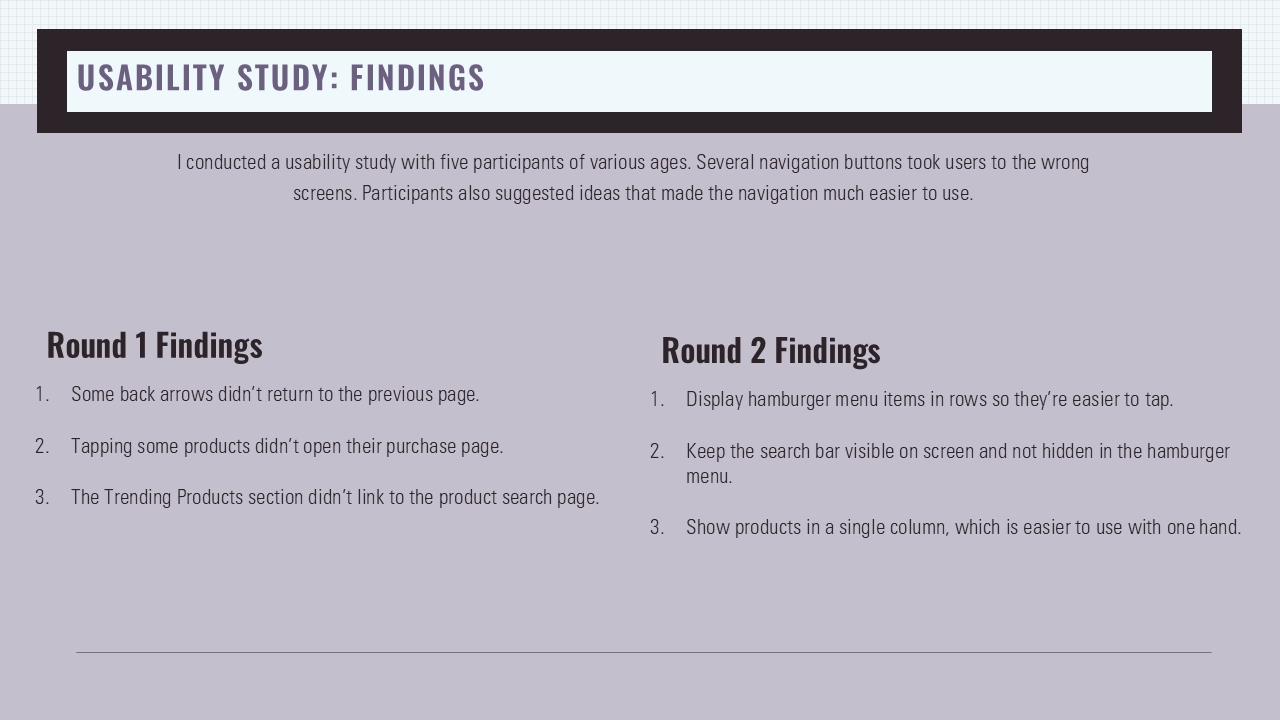 USABILITY STUDY: FINDINGS
I conducted a usability study with five participants of various ages. Several navigation buttons took users to the wrong
screens. Participants also suggested ideas that made the navigation much easier to use.
Round 1 Findings
1. Some back arrows didn’t return to the previous page.
2. Tapping some products didn’t open their purchase page.
3. The Trending Products section didn’t link to the product search page.
Round 2 Findings
1. Display hamburger menu items in rows so they’re easier to tap.
2. Keep the search bar visible on screen and not hidden in the hamburger
menu.
3. Show products in a single column, which is easier to use with one hand.